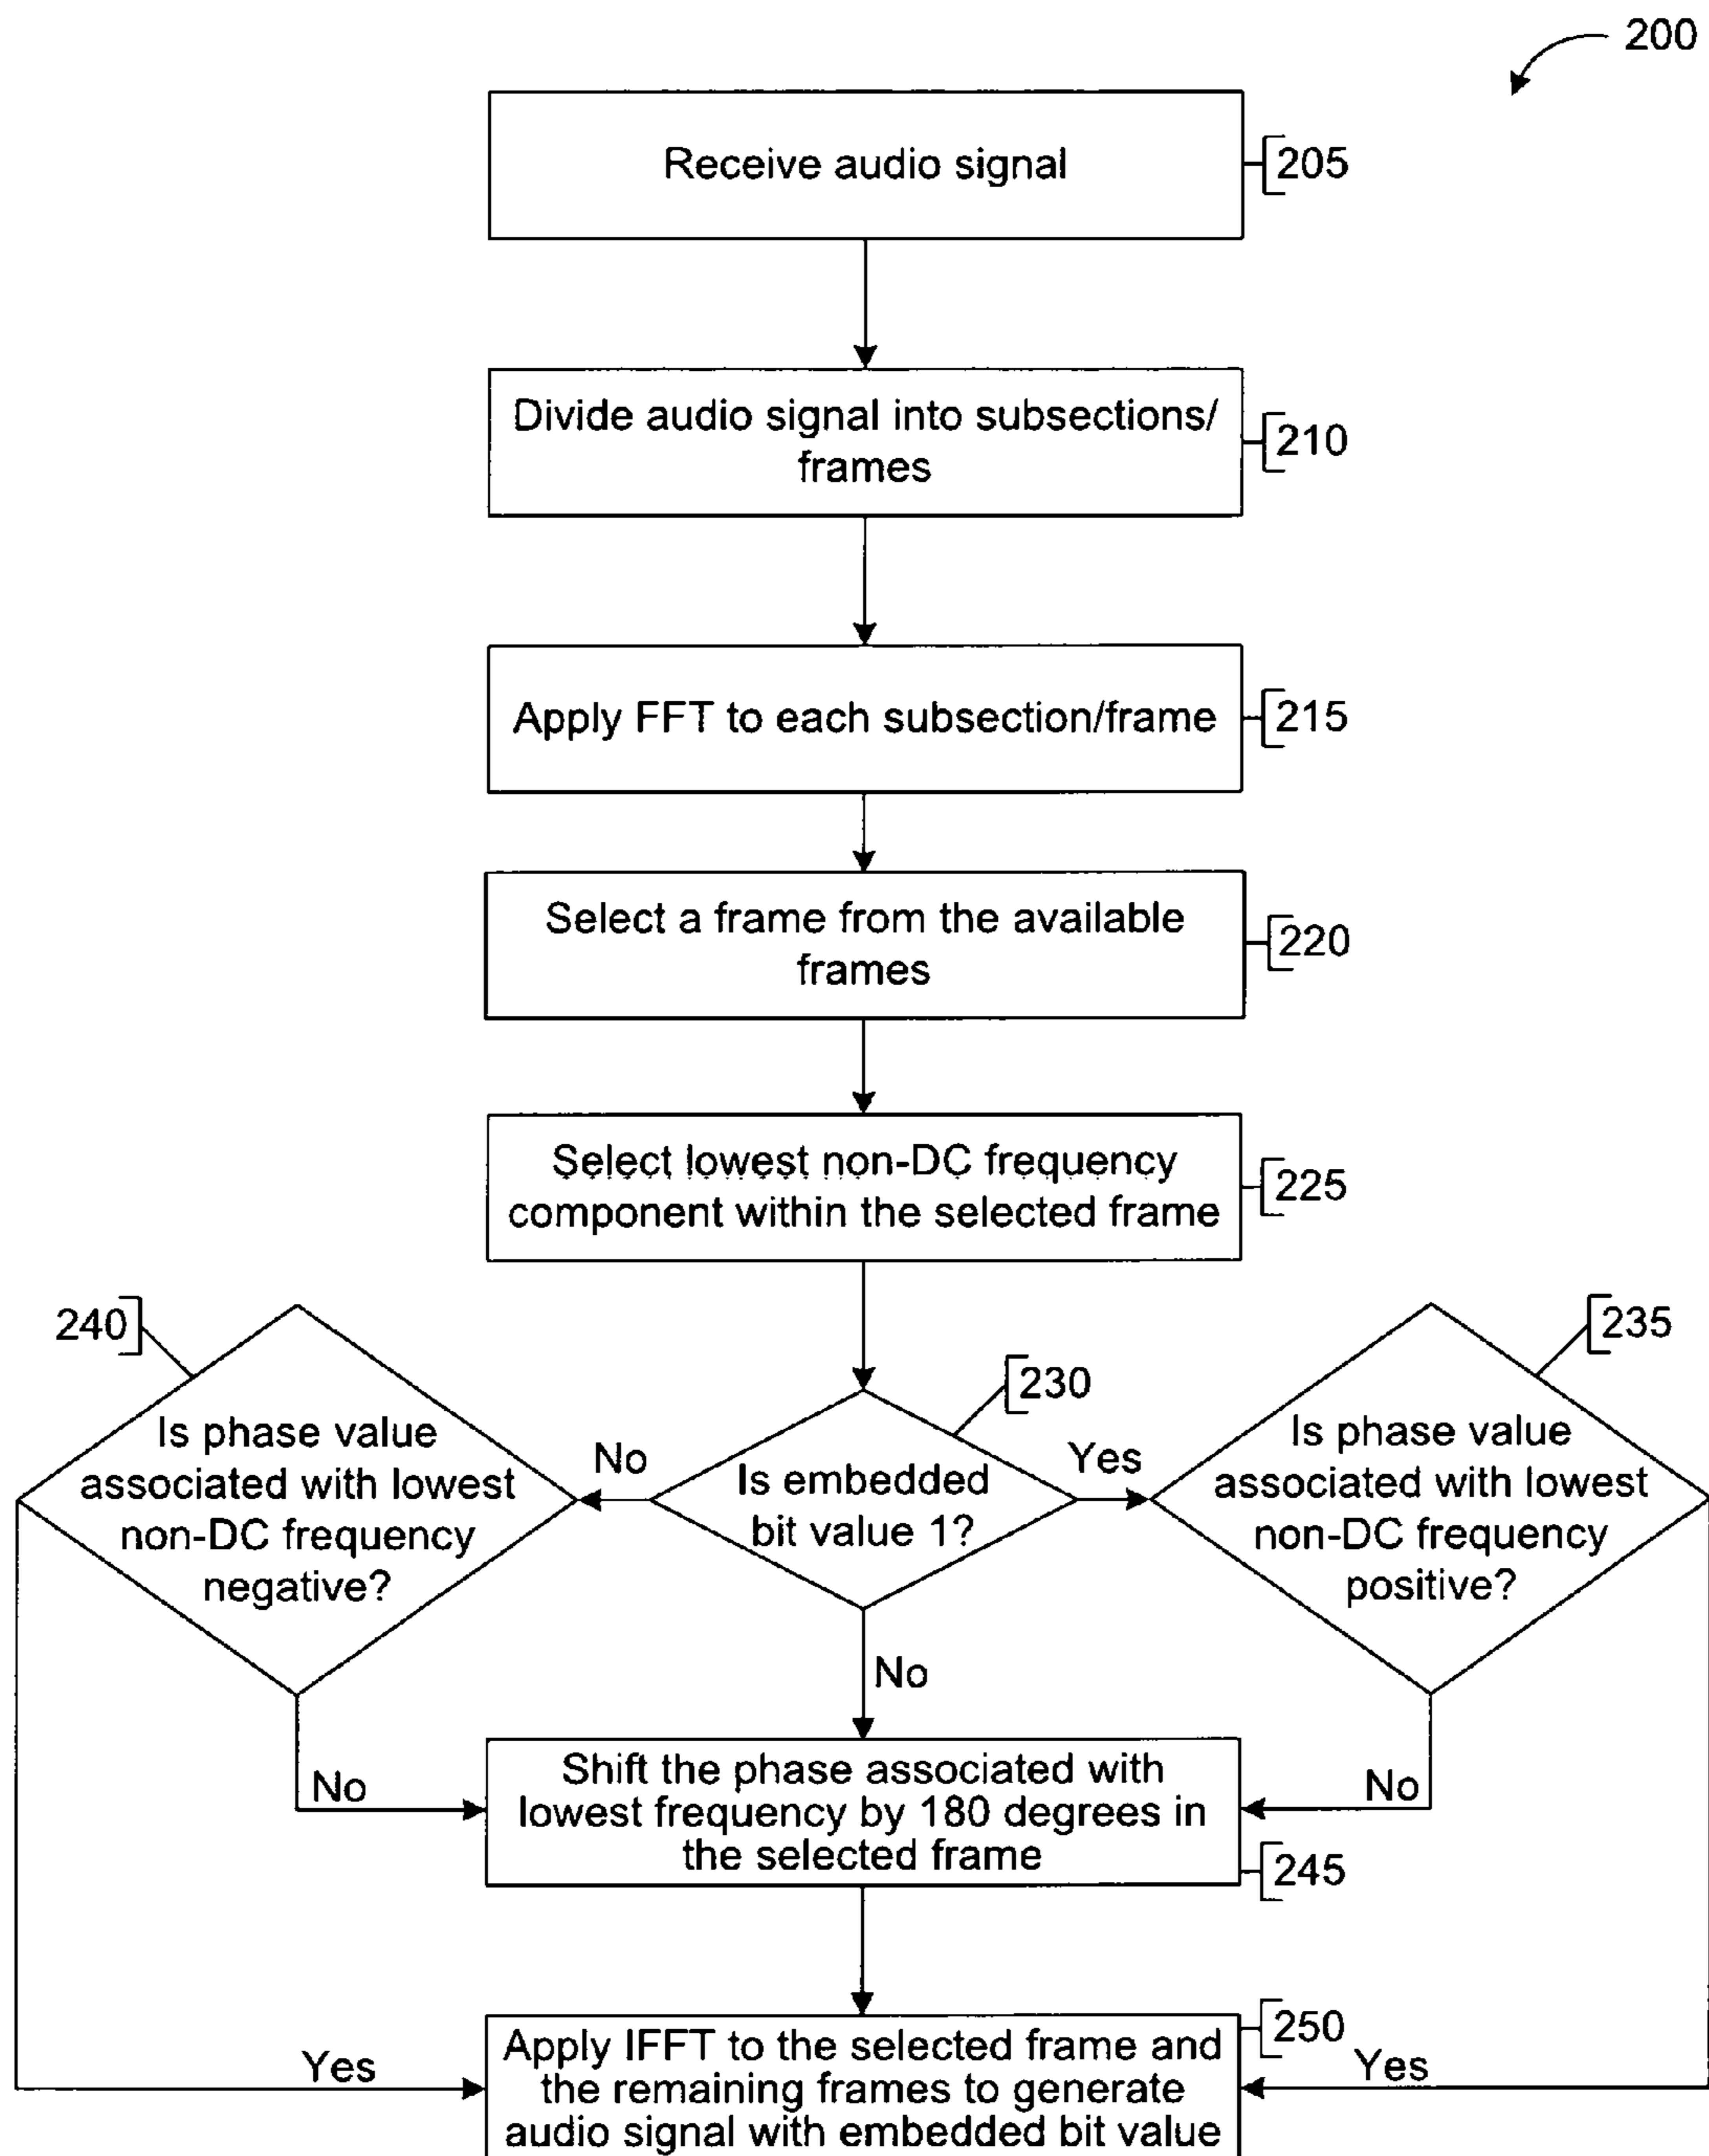 200
Receive audio signal
205
Divide audio signal into subsections/
frames
210
Apply FFT to each subsection/frame
215
Select a frame from the available
frames
220
Select lowest non-DC frequency
component within the selected frame
225
240
Is phase value
associated with lowest
non-DC frequency
negative?
No
230
Is embedded
bit value 1?
Yes
235
Is phase value
associated with lowest
non-DC frequency
positive?
No
No
Shift the phase associated with
lowest frequency by 180 degrees in
the selected frame
No
245
Yes
Apply IFFT to the selected frame and
the remaining frames to generate
audio signal with embedded bit value
250
Yes